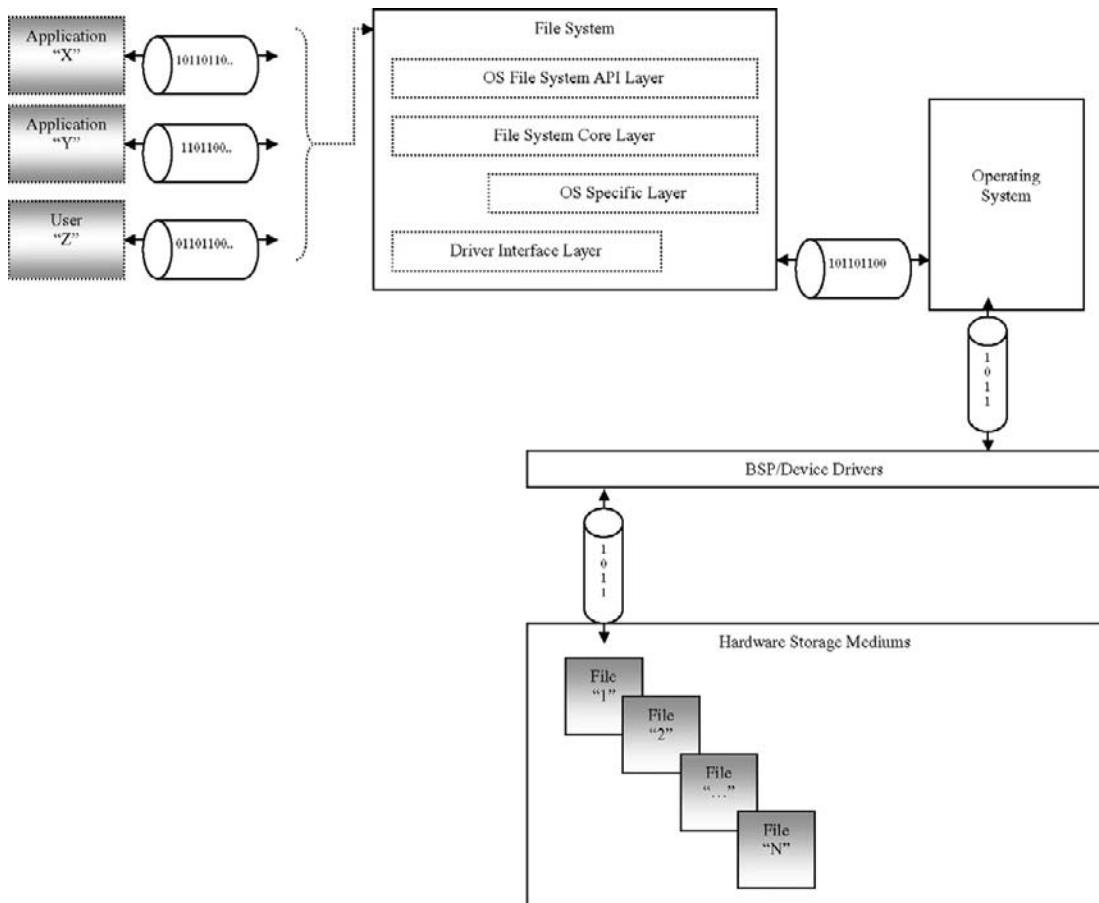 Application
“X”
10110110..
Application
“Y”
1101100..
User
“Z”
01101100..
File System
OS File System API Layer
File System Core Layer
OS Specific Layer
Driver Interface Layer
101101100
Operating
System
1
0
1
1
BSP/Device Drivers
1
0
1
1
Hardware Storage Mediums
File
“1”
File
“2”
File
“...”
File
“N”